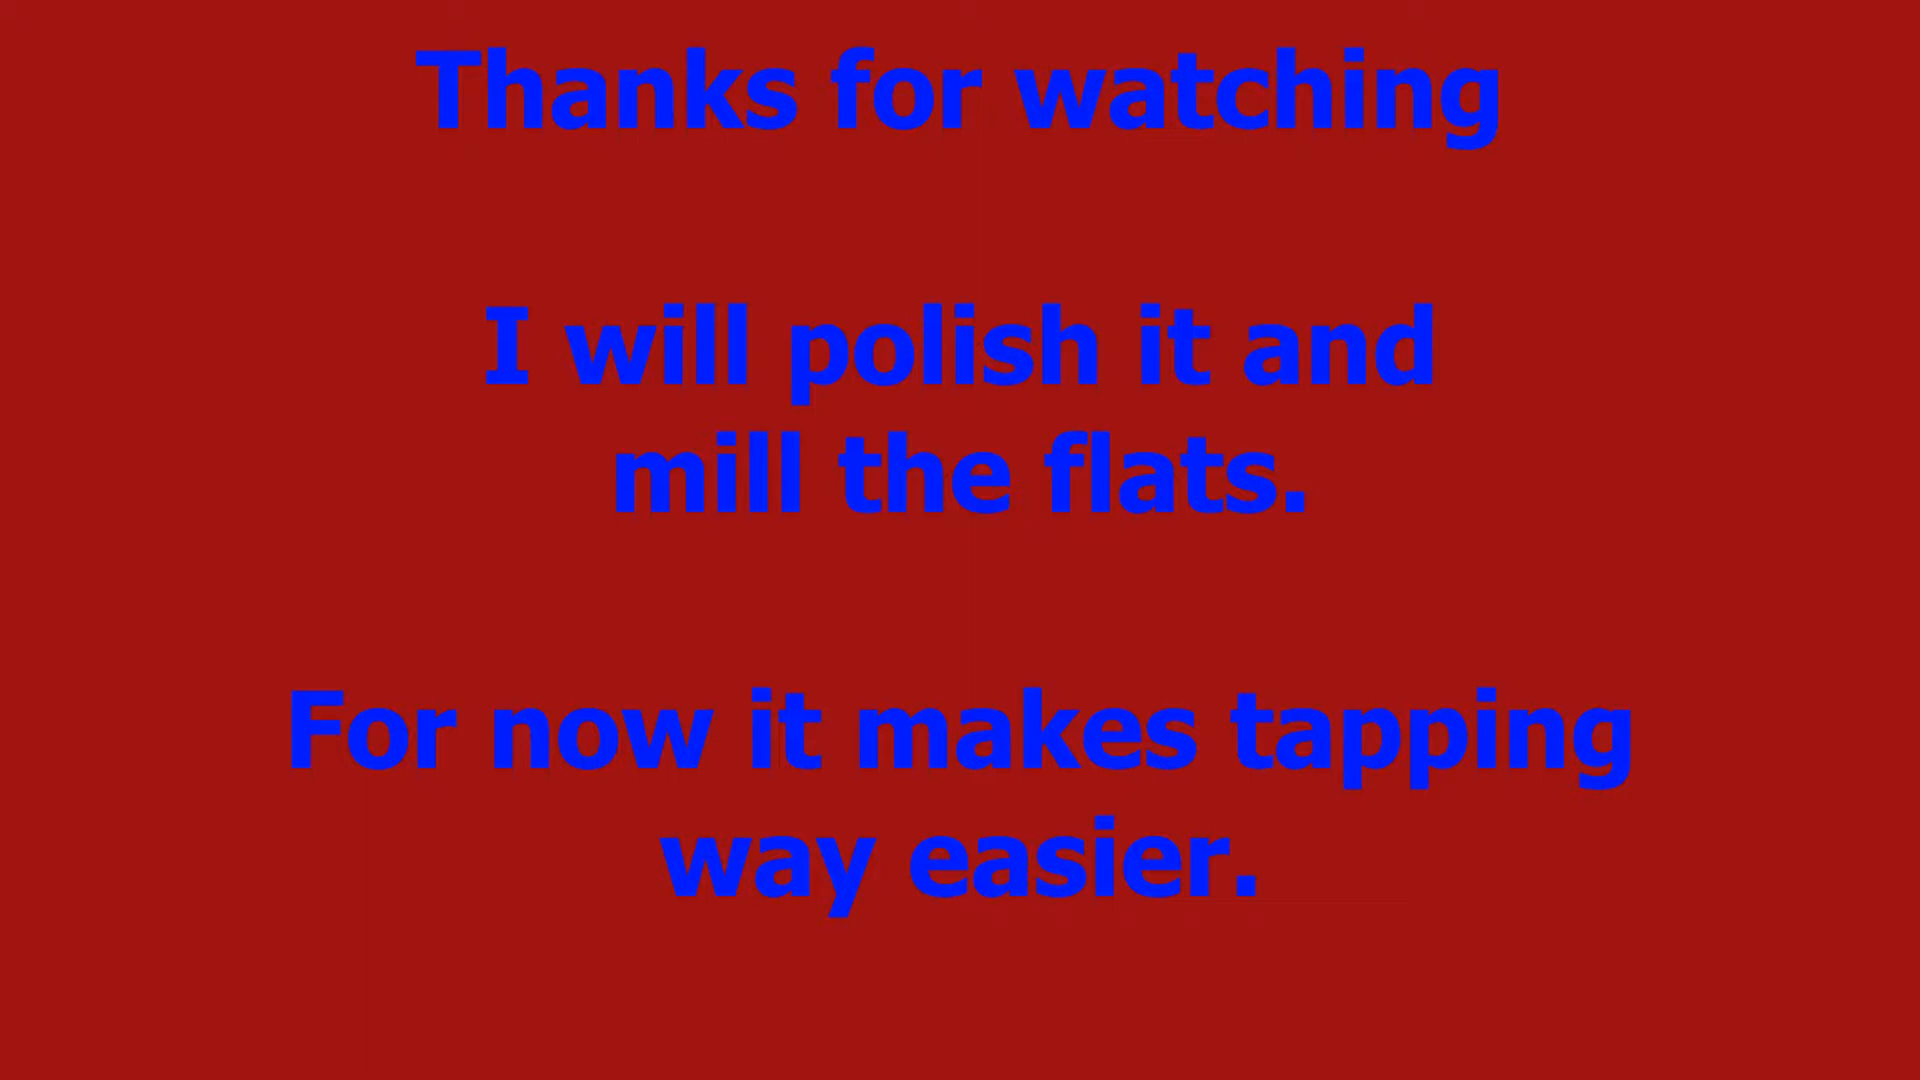 Thanks for watching
I will polish it and
mill the flats.
For now it makes tapping
way easier.